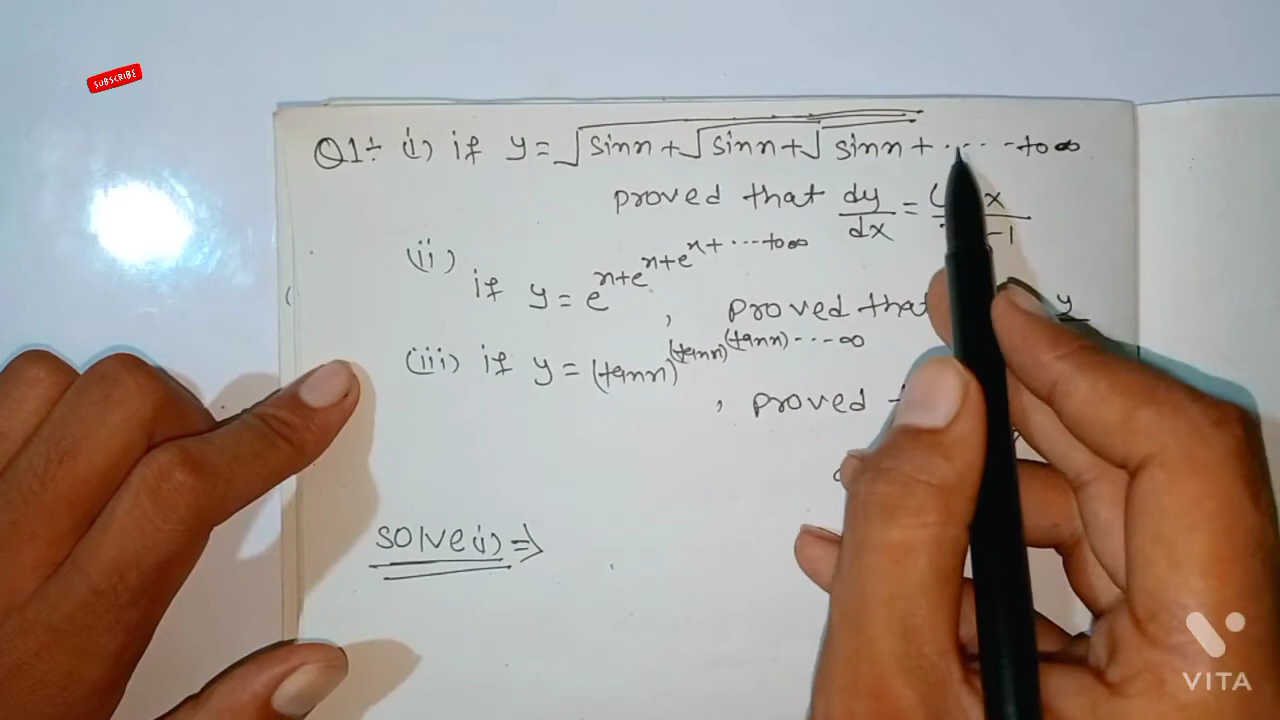 SUBSCRIBE
Q1÷ (i) if y = √sinx + √sinx + √sinx + ..... to ∞
proved that dy/dx = x -1
(ii) if y = e^x+e^x+e^x+ ..... to ∞ , proved that y
(iii) if y = (tanx)^(tanx)^(tanx).....∞
, proved
SOLVE(i) ⇒
VITA